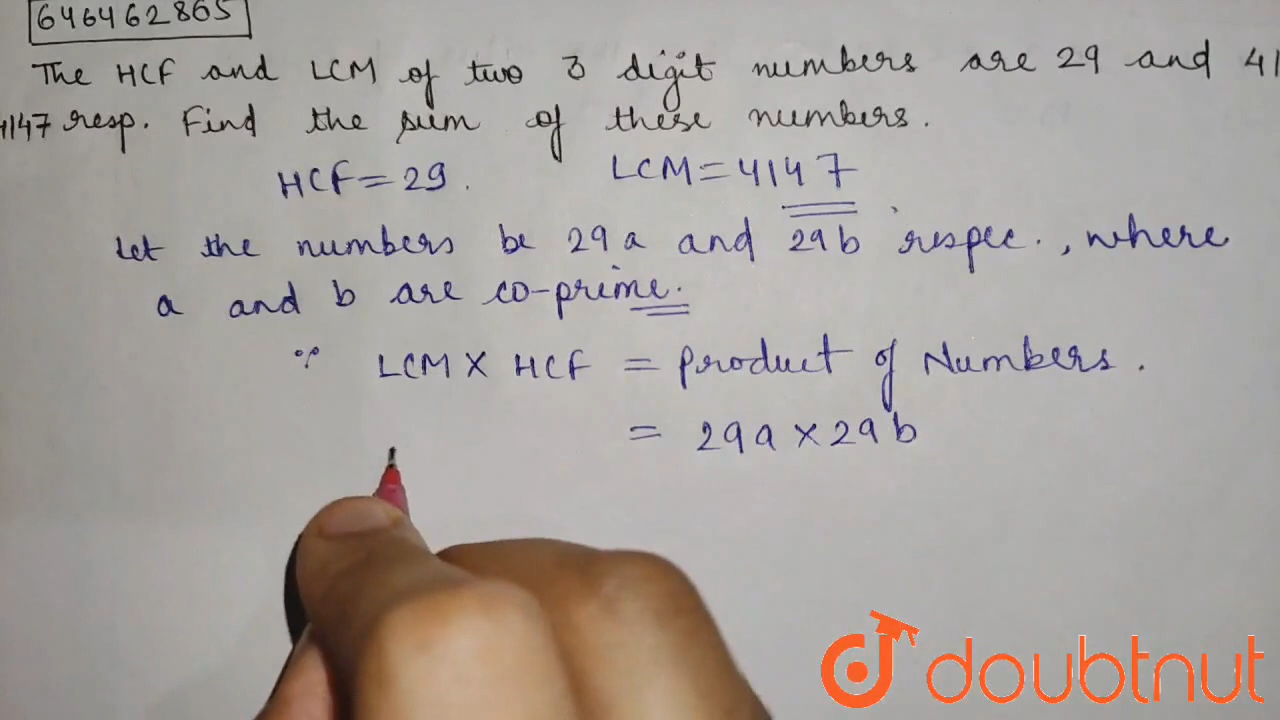 646462865
The HCF and LCM of two 3 digit numbers are 29 and 41
4147 resp. Find the sum of these numbers.
HCF = 29. LCM = 4147
Let the numbers be 29a and 29b respec., where
a and b are co-prime.
∵ LCM X HCF = Product of Numbers.
= 29a × 29b
doubtnut